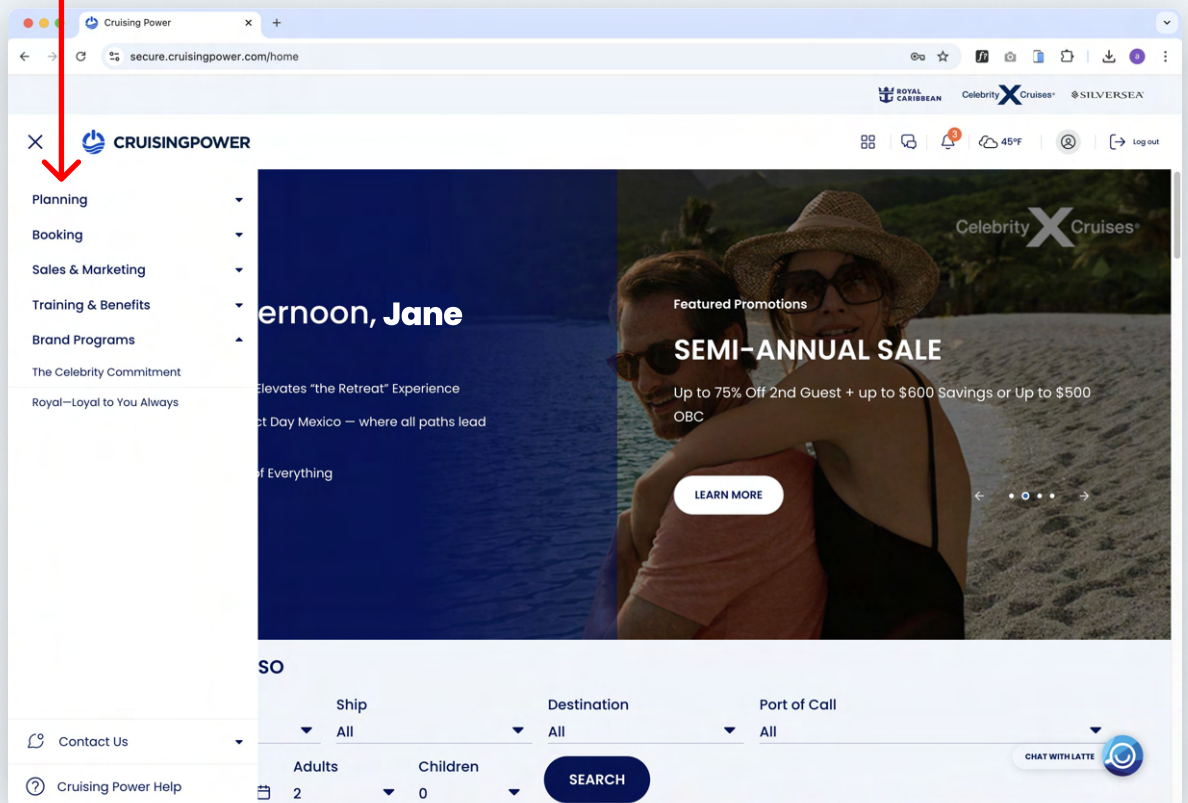 Cruising Power
secure.cruisingpower.com/home
a
ROYAL
CARIBBEAN
Celebrity X Cruises®
SILVERSEA
CRUISINGPOWER
3
45°F
Log out
Planning
Booking
Sales & Marketing
Training & Benefits
Brand Programs
The Celebrity Commitment
Royal—Loyal to You Always
Contact Us
Cruising Power Help
ernoon, Jane
Elevates “the Retreat” Experience
ct Day Mexico — where all paths lead
of Everything
Celebrity X Cruises®
Featured Promotions
SEMI-ANNUAL SALE
Up to 75% Off 2nd Guest + up to $600 Savings or Up to $500
OBC
LEARN MORE
SO
Ship
Destination
Port of Call
All
All
All
Adults
Children
2
0
SEARCH
CHAT WITH LATTE